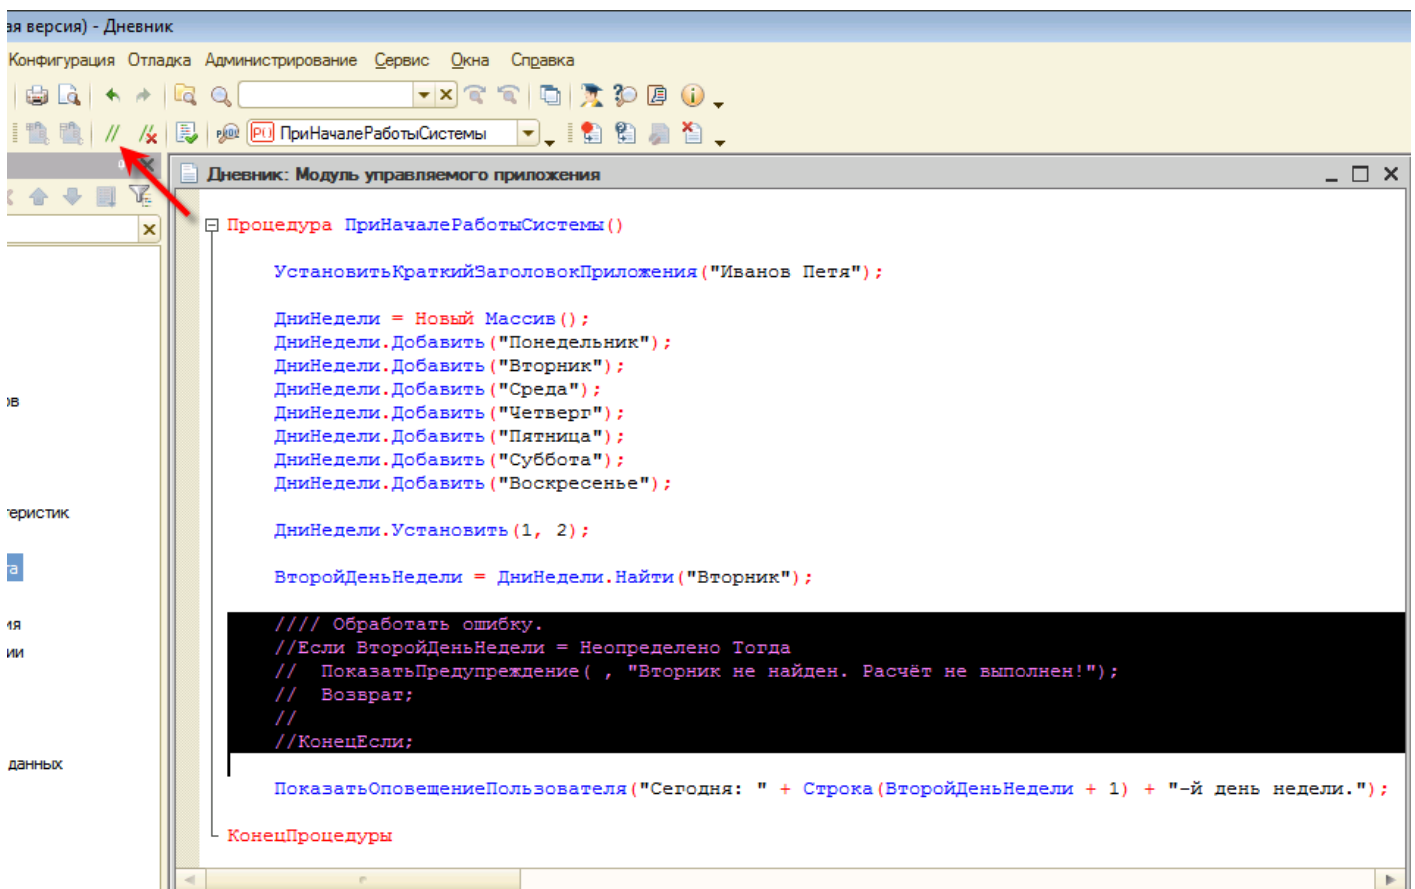 ая версия) - Дневник
Конфигурация Отладка Администрирование Сервис Окна Справка
ПриНачалеРаботыСистемы
Дневник: Модуль управляемого приложения
Процедура ПриНачалеРаботыСистемы()
УстановитьКраткийЗаголовокПриложения("Иванов Петя");
ДниНедели = Новый Массив();
ДниНедели.Добавить("Понедельник");
ДниНедели.Добавить("Вторник");
ДниНедели.Добавить("Среда");
ДниНедели.Добавить("Четверг");
ДниНедели.Добавить("Пятница");
ДниНедели.Добавить("Суббота");
ДниНедели.Добавить("Воскресенье");
ДниНедели.Установить(1, 2);
ВторойДеньНедели = ДниНедели.Найти("Вторник");
//// Обработать ошибку.
//Если ВторойДеньНедели = Неопределено Тогда
//  ПоказатьПредупреждение( , "Вторник не найден. Расчёт не выполнен!");
//  Возврат;
//
//КонецЕсли;
ПоказатьОповещениеПользователя("Сегодня: " + Строка(ВторойДеньНедели + 1) + "-й день недели.");
КонецПроцедуры
ов
теристик
та
ия
ии
данных